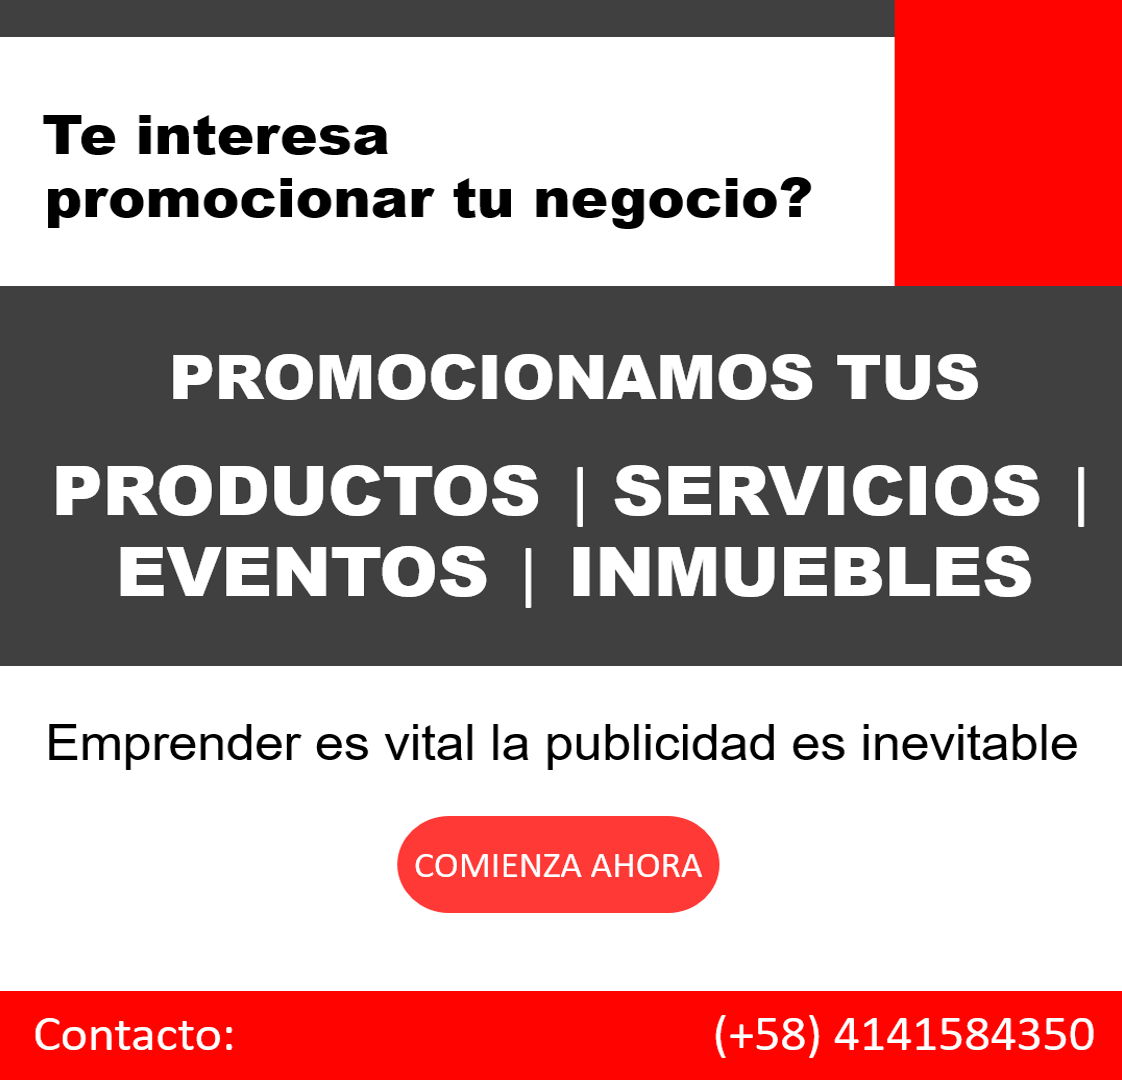 Te interesa
promocionar tu negocio?
PROMOCIONAMOS TUS
PRODUCTOS | SERVICIOS |
EVENTOS | INMUEBLES
Emprender es vital la publicidad es inevitable
COMIENZA AHORA
Contacto: (+58) 4141584350